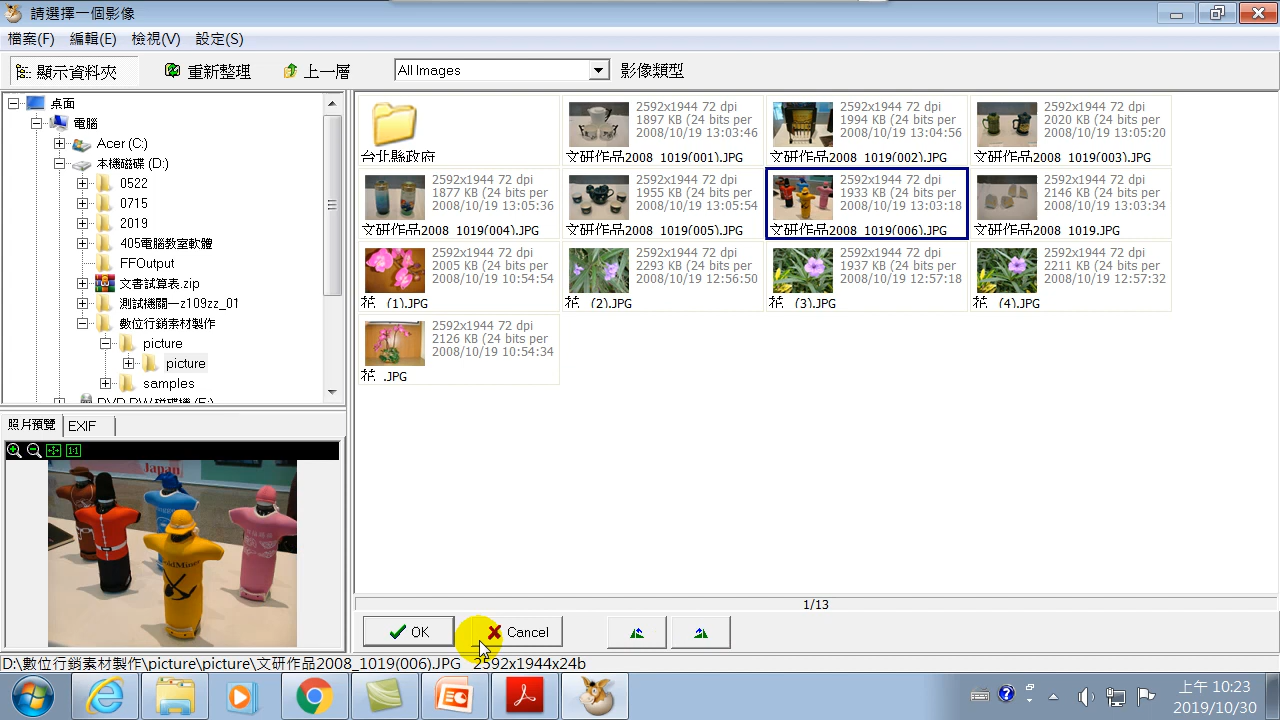 請選擇一個影像
檔案(F) 編輯(E) 檢視(V) 設定(S)
顯示資料夾 重新整理 上一層 All Images 影像類型
桌面
電腦
Acer (C:)
本機磁碟 (D:)
0522
0715
2019
405電腦教室軟體
FFOutput
文書試算表.zip
測試機關一z109zz_01
數位行銷素材製作
picture
picture
samples
DVD RW 磁碟機 (E:)
台北縣政府
2592x1944 72 dpi
1897 KB (24 bits per
2008/10/19 13:03:46
文研作品2008_1019(001).JPG
2592x1944 72 dpi
1994 KB (24 bits per
2008/10/19 13:04:56
文研作品2008_1019(002).JPG
2592x1944 72 dpi
2020 KB (24 bits per
2008/10/19 13:05:20
文研作品2008_1019(003).JPG
2592x1944 72 dpi
1877 KB (24 bits per
2008/10/19 13:05:36
文研作品2008_1019(004).JPG
2592x1944 72 dpi
1955 KB (24 bits per
2008/10/19 13:05:54
文研作品2008_1019(005).JPG
2592x1944 72 dpi
1933 KB (24 bits per
2008/10/19 13:03:18
文研作品2008_1019(006).JPG
2592x1944 72 dpi
2146 KB (24 bits per
2008/10/19 13:03:34
文研作品2008_1019.JPG
2592x1944 72 dpi
2005 KB (24 bits per
2008/10/19 10:54:54
花_(1).JPG
2592x1944 72 dpi
2293 KB (24 bits per
2008/10/19 12:56:50
花_(2).JPG
2592x1944 72 dpi
1937 KB (24 bits per
2008/10/19 12:57:18
花_(3).JPG
2592x1944 72 dpi
2211 KB (24 bits per
2008/10/19 12:57:32
花_(4).JPG
2592x1944 72 dpi
2126 KB (24 bits per
2008/10/19 10:54:34
花_.JPG
照片預覽 EXIF
1:1
Japan
1/13
OK Cancel
D:\數位行銷素材製作\picture\picture\文研作品2008_1019(006).JPG 2592x1944x24b
上午 10:23
2019/10/30